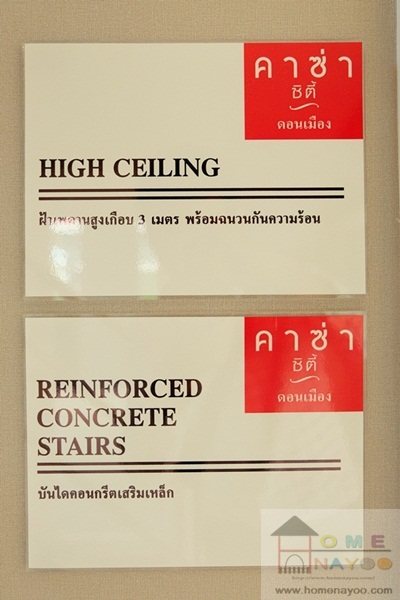 คาซ่า
ซิตี้
ดอนเมือง
HIGH CEILING
ฝ้าเพดานสูงเกือบ 3 เมตร พร้อมฉนวนกันความร้อน
คาซ่า
ซิตี้
ดอนเมือง
REINFORCED
CONCRETE
STAIRS
บันไดคอนกรีตเสริมเหล็ก
HOME
NAYOO
http://www.homenayoo.com/
www.homenayoo.com